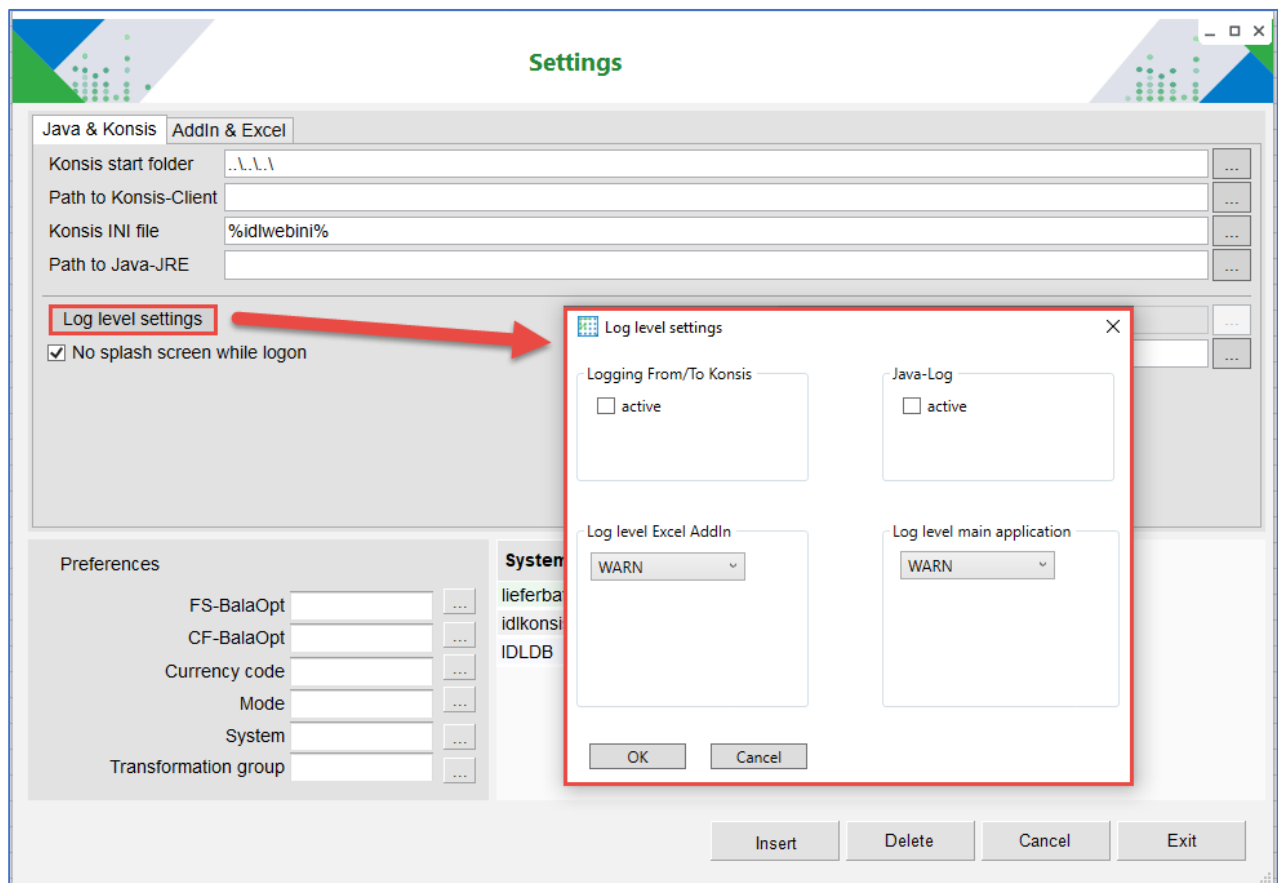 Settings
Java & Konsis AddIn & Excel
Konsis start folder ..\..\..\ ...
Path to Konsis-Client ...
Konsis INI file %idlwebini% ...
Path to Java-JRE ...
Log level settings ...
No splash screen while logon ...
Log level settings
Logging From/To Konsis Java-Log
active active
Log level Excel AddIn Log level main application
WARN WARN
OK Cancel
Preferences
FS-BalaOpt ...
CF-BalaOpt ...
Currency code ...
Mode ...
System ...
Transformation group ...
System
IDLDB
Insert Delete Cancel Exit